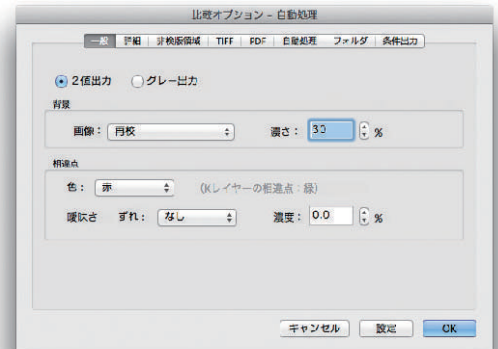 比較オプション - 自動処理
一般 詳細 非検版領域 TIFF PDF 自動処理 フォルダ 条件出力
2値出力 グレー出力
背景
画像： 再校 濃さ： 30 %
相違点
色： 赤 (Kレイヤーの相違点：緑)
曖昧さ ずれ： なし 濃度： 0.0 %
キャンセル 設定 OK